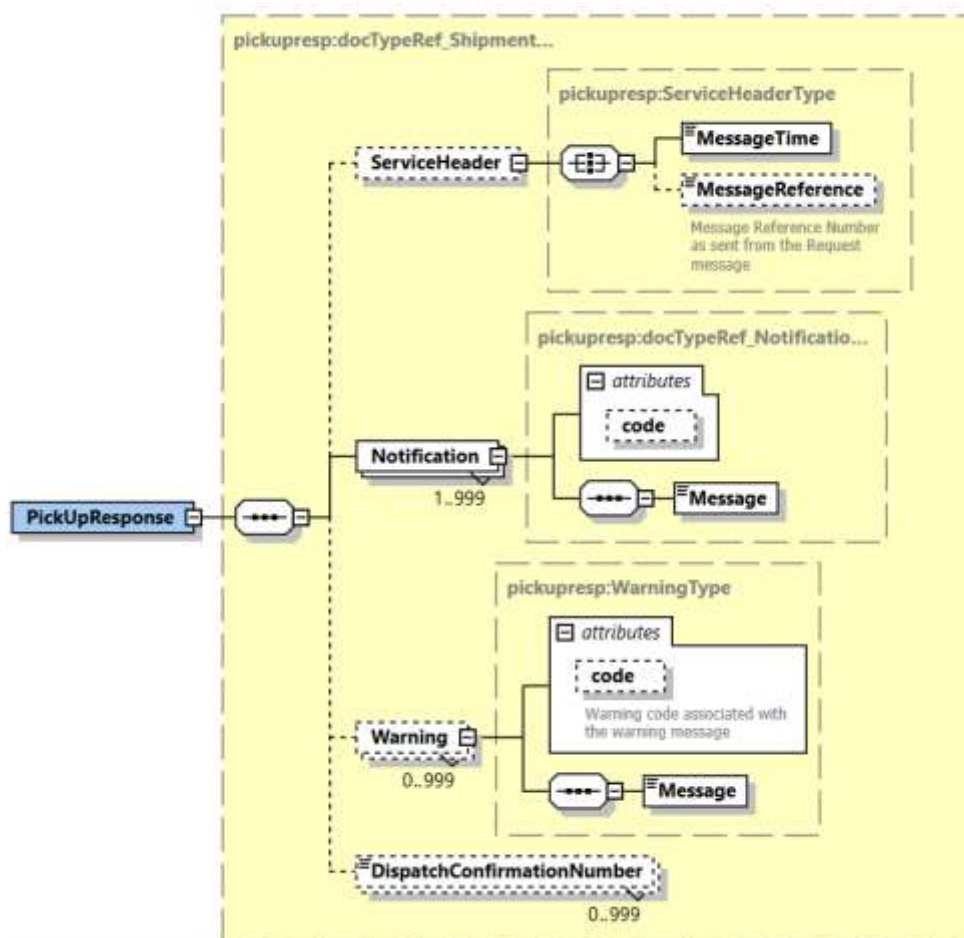 pickupresp:docTypeRef_Shipment...
pickupresp:ServiceHeaderType
MessageTime
ServiceHeader
MessageReference
Message Reference Number
as sent from the Request
message
pickupresp:docTypeRef_Notificatio...
attributes
code
Notification
1..999
Message
PickUpResponse
pickupresp:WarningType
attributes
code
Warning code associated with
the warning message
Warning
0..999
Message
DispatchConfirmationNumber
0..999